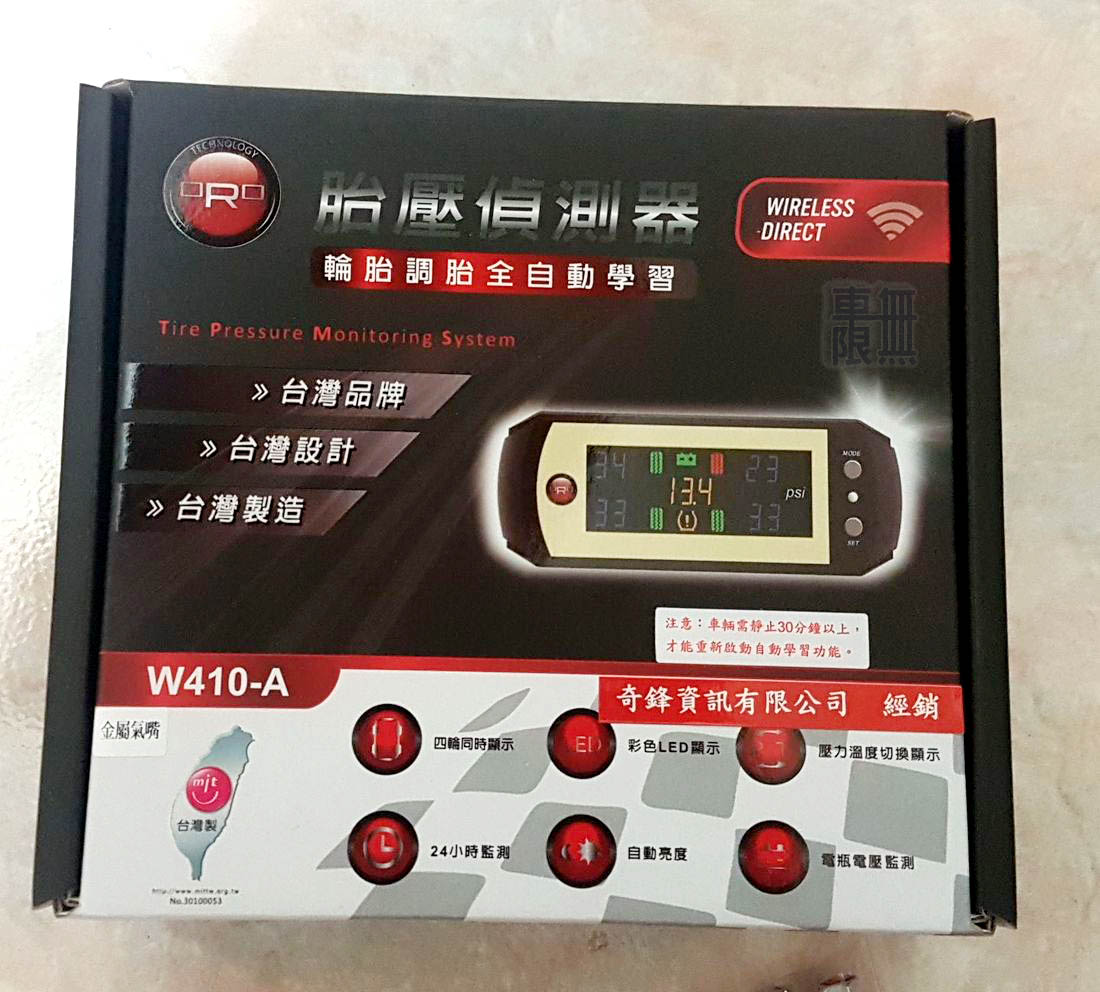 TECHNOLOGY
ORO
胎壓偵測器
輪胎調胎全自動學習
WIRELESS
DIRECT
無限車
Tire Pressure Monitoring System
» 台灣品牌
» 台灣設計
» 台灣製造
34
23
13.4
psi
33
33
MODE
SET
R
注意：車輛需靜止30分鐘以上，
才能重新啟動自動學習功能。
W410-A
奇鋒資訊有限公司 經銷
金屬氣嘴
mit
台灣製
http://www.mittw.org.tw
No.30100053
四輪同時顯示
彩色LED顯示
壓力溫度切換顯示
24小時監測
自動亮度
電瓶電壓監測